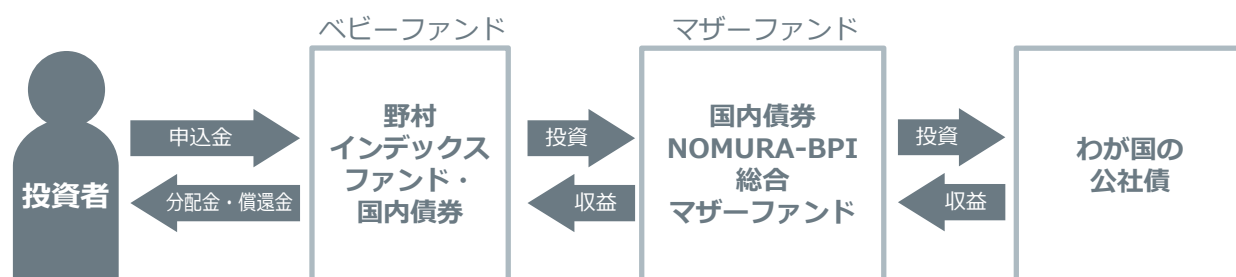 ベビーファンド
マザーファンド
投資者
申込金
分配金・償還金
野村
インデックス
ファンド・
国内債券
投資
収益
国内債券
NOMURA-BPI
総合
マザーファンド
投資
収益
わが国の
公社債